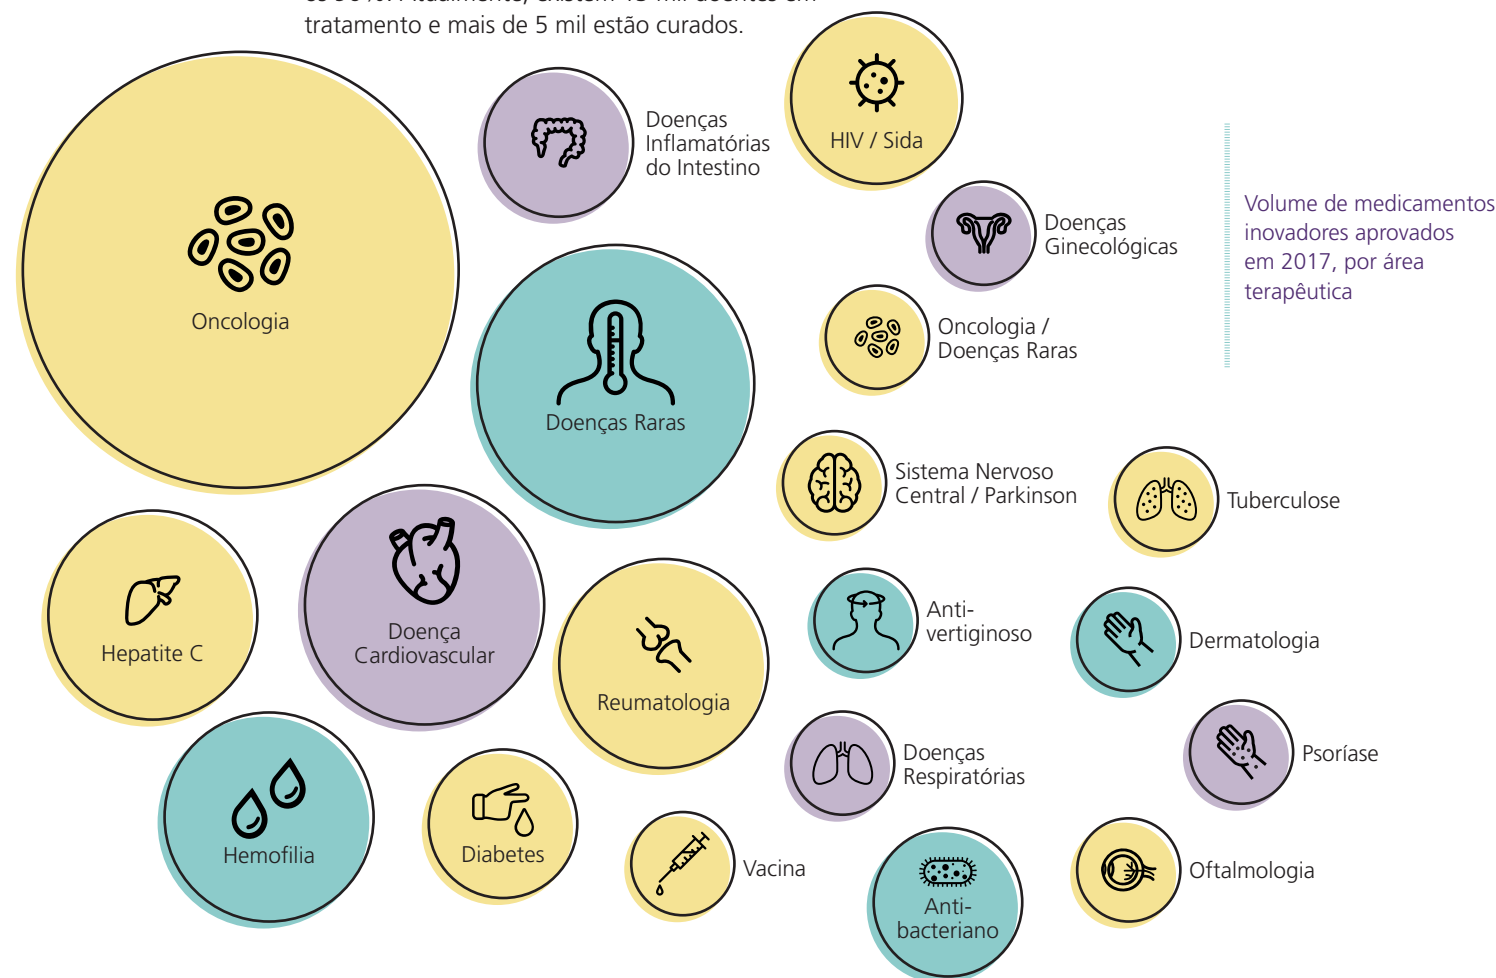 tratamento e mais de 5 mil estão curados.
Doenças
Inflamatórias
do Intestino
HIV / Sida
Doenças
Ginecológicas
Volume de medicamentos
inovadores aprovados
em 2017, por área
terapêutica
Oncologia
Oncologia /
Doenças Raras
Doenças Raras
Sistema Nervoso
Central / Parkinson
Tuberculose
Hepatite C
Doença
Cardiovascular
Reumatologia
Anti-
vertiginoso
Dermatologia
Doenças
Respiratórias
Psoríase
Hemofilia
Diabetes
Vacina
Anti-
bacteriano
Oftalmologia